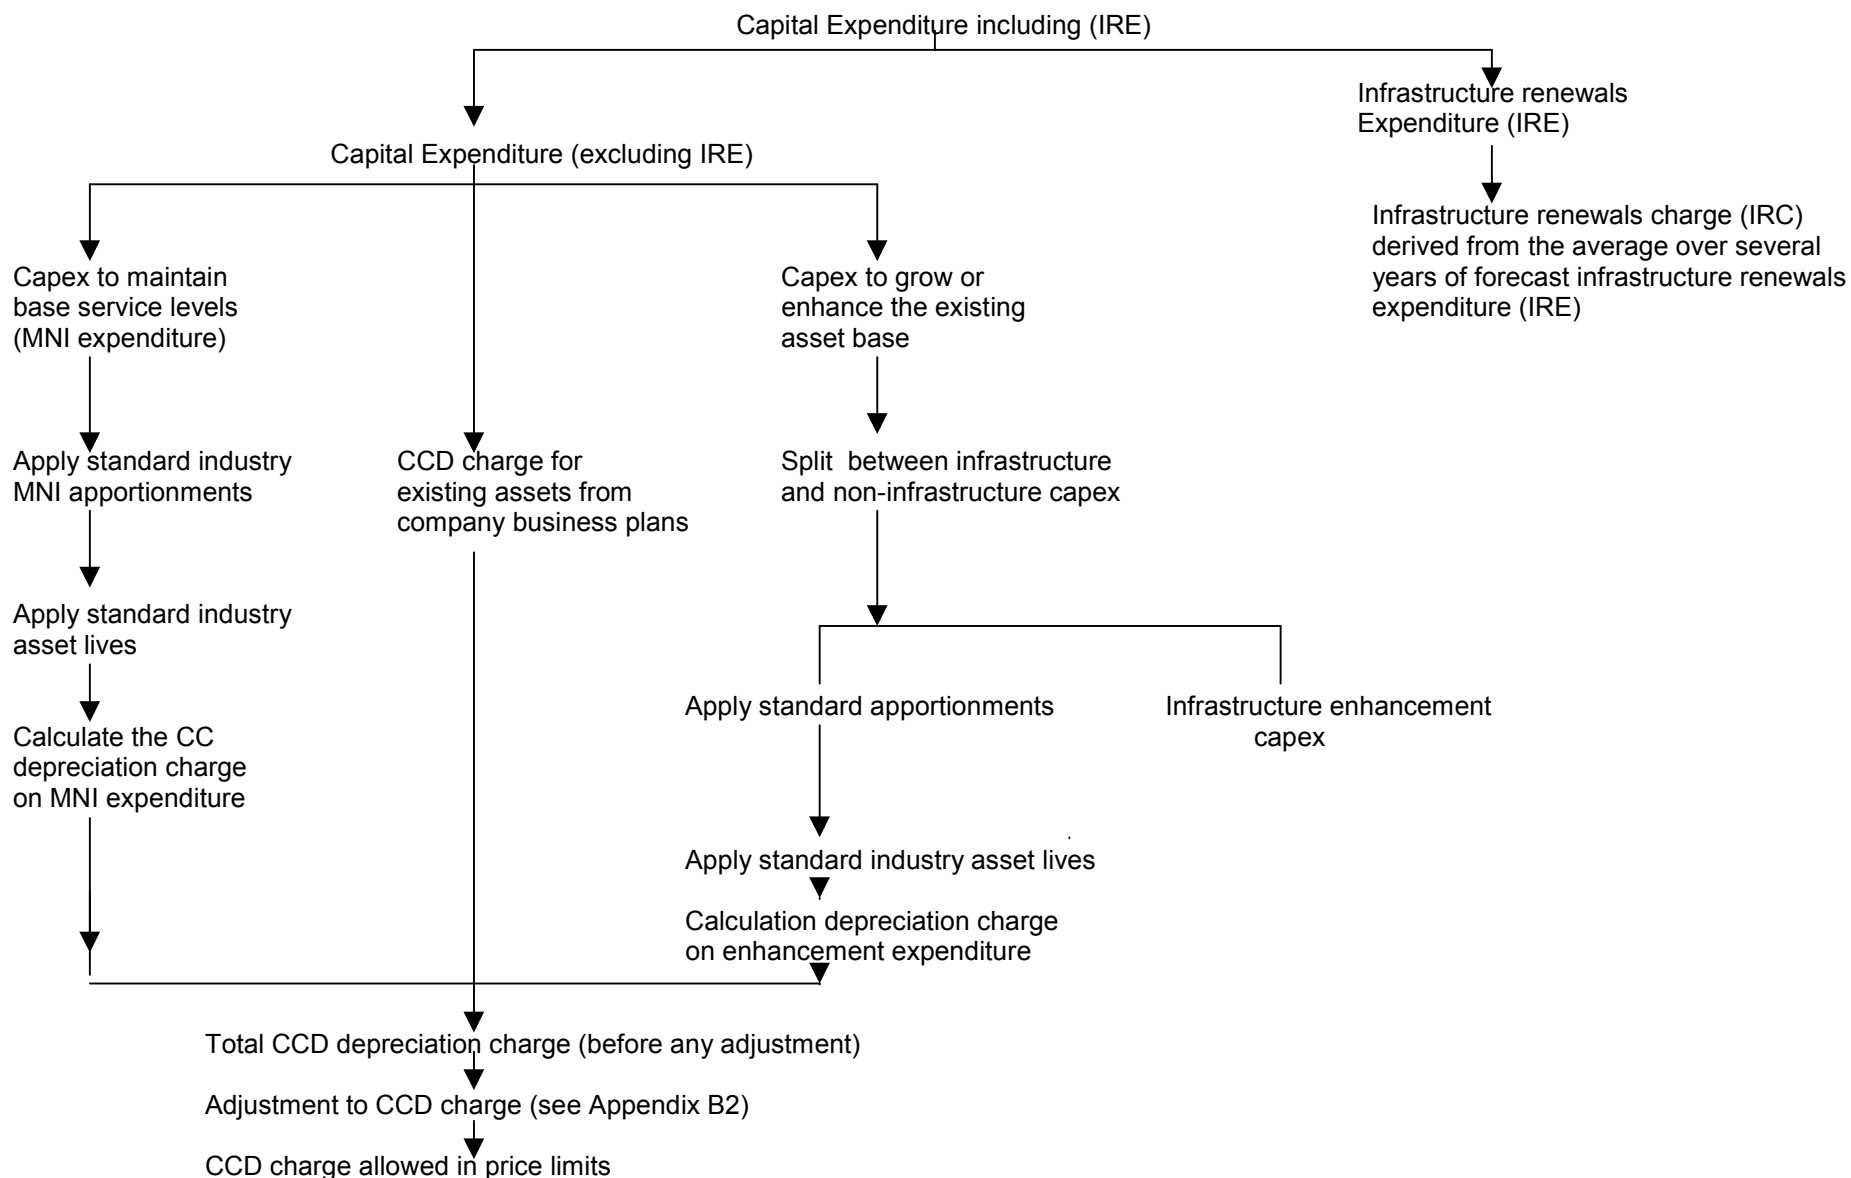 Capital Expenditure including (IRE)
Infrastructure renewals
Expenditure (IRE)
Capital Expenditure (excluding IRE)
Infrastructure renewals charge (IRC)
derived from the average over several
years of forecast infrastructure renewals
expenditure (IRE)
Capex to maintain
base service levels
(MNI expenditure)
Capex to grow or
enhance the existing
asset base
Apply standard industry
MNI apportionments
CCD charge for
existing assets from
company business plans
Split between infrastructure
and non-infrastructure capex
Apply standard industry
asset lives
Apply standard apportionments
Infrastructure enhancement
capex
Calculate the CC
depreciation charge
on MNI expenditure
Apply standard industry asset lives
Calculation depreciation charge
on enhancement expenditure
Total CCD depreciation charge (before any adjustment)
Adjustment to CCD charge (see Appendix B2)
CCD charge allowed in price limits